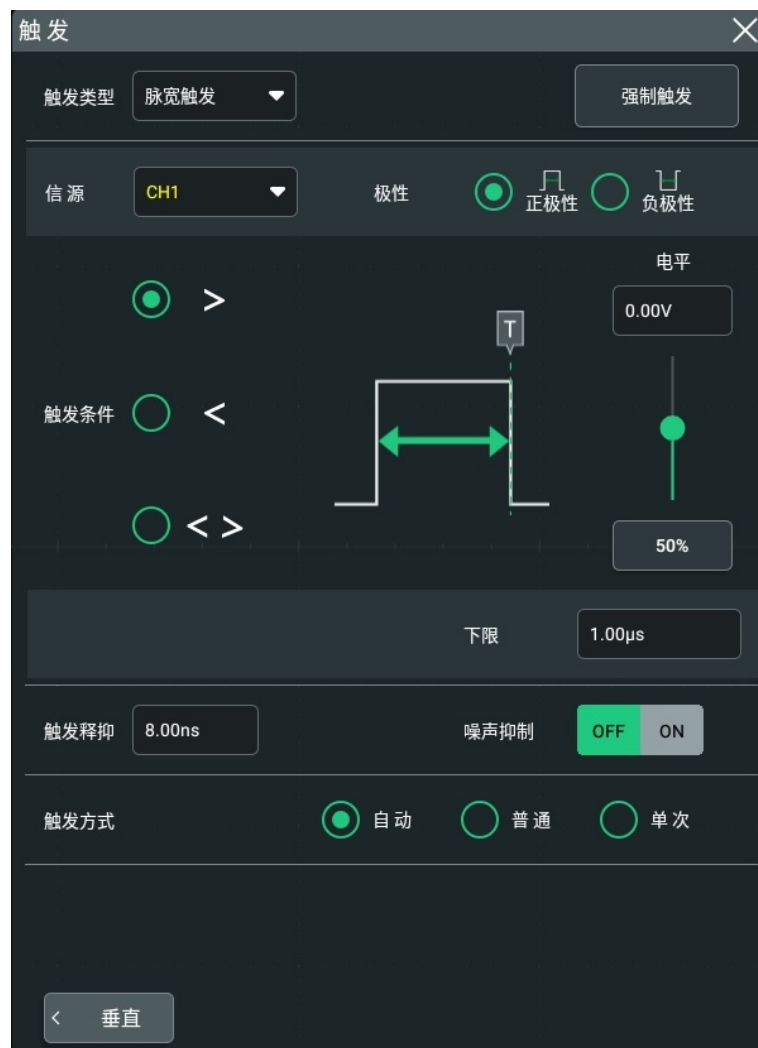 触发
触发类型 脉宽触发 强制触发
信源 CH1 极性 正极性 负极性
电平
>
0.00V
T
触发条件 <
< >
50%
下限 1.00µs
触发释抑 8.00ns 噪声抑制 OFF ON
触发方式 自动 普通 单次
< 垂直